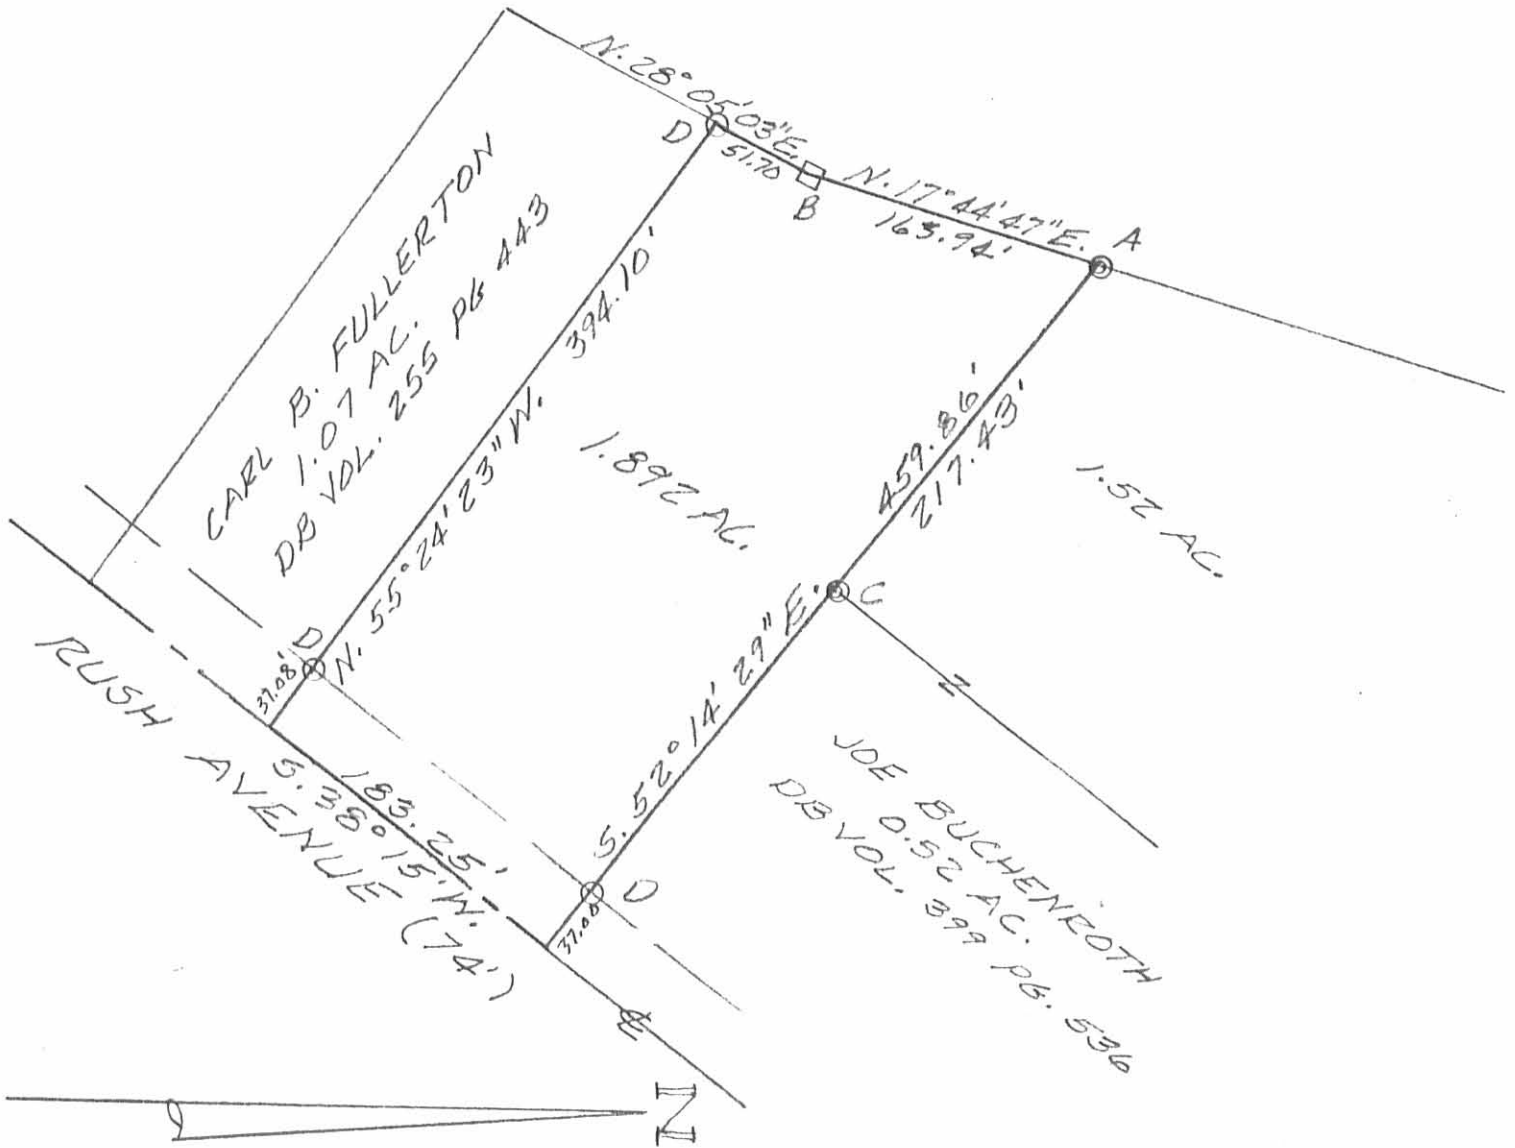 N. 28° 05' 03" E.
51.70
D
B
N. 17° 44' 47" E.
163.94'
A
CARL B. FULLERTON
1.07 AC.
DB VOL. 255 PG 443
N. 55° 24' 23" W. 394.10'
1.892 AC.
459.86'
217.43'
1.52 AC.
C
S. 52° 14' 29" E.
D
37.08'
Z
JOE BUCHENROTH
0.52 AC.
DB VOL. 399 PG. 536
D
37.00
183.25'
S. 38° 15' W.
RUSH AVENUE (74')
N